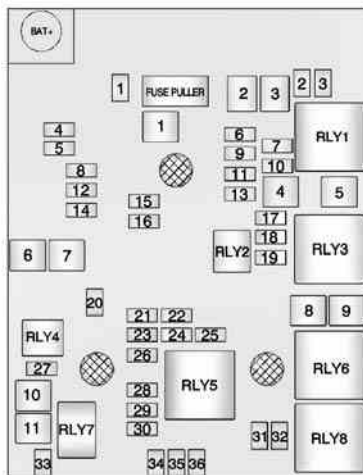 BAT+
1 FUSE PULLER 2 3 2 3
1 RLY1
4 6
5 9 7
8 11 10
12 13 4 5
14 15
16 17
RLY2 18 RLY3
6 7 19
20 8 9
21 22
RLY4 23 24 25
26 RLY5 RLY6
27
10 28
11 RLY7 29
30 31 32 RLY8
33 34 35 36